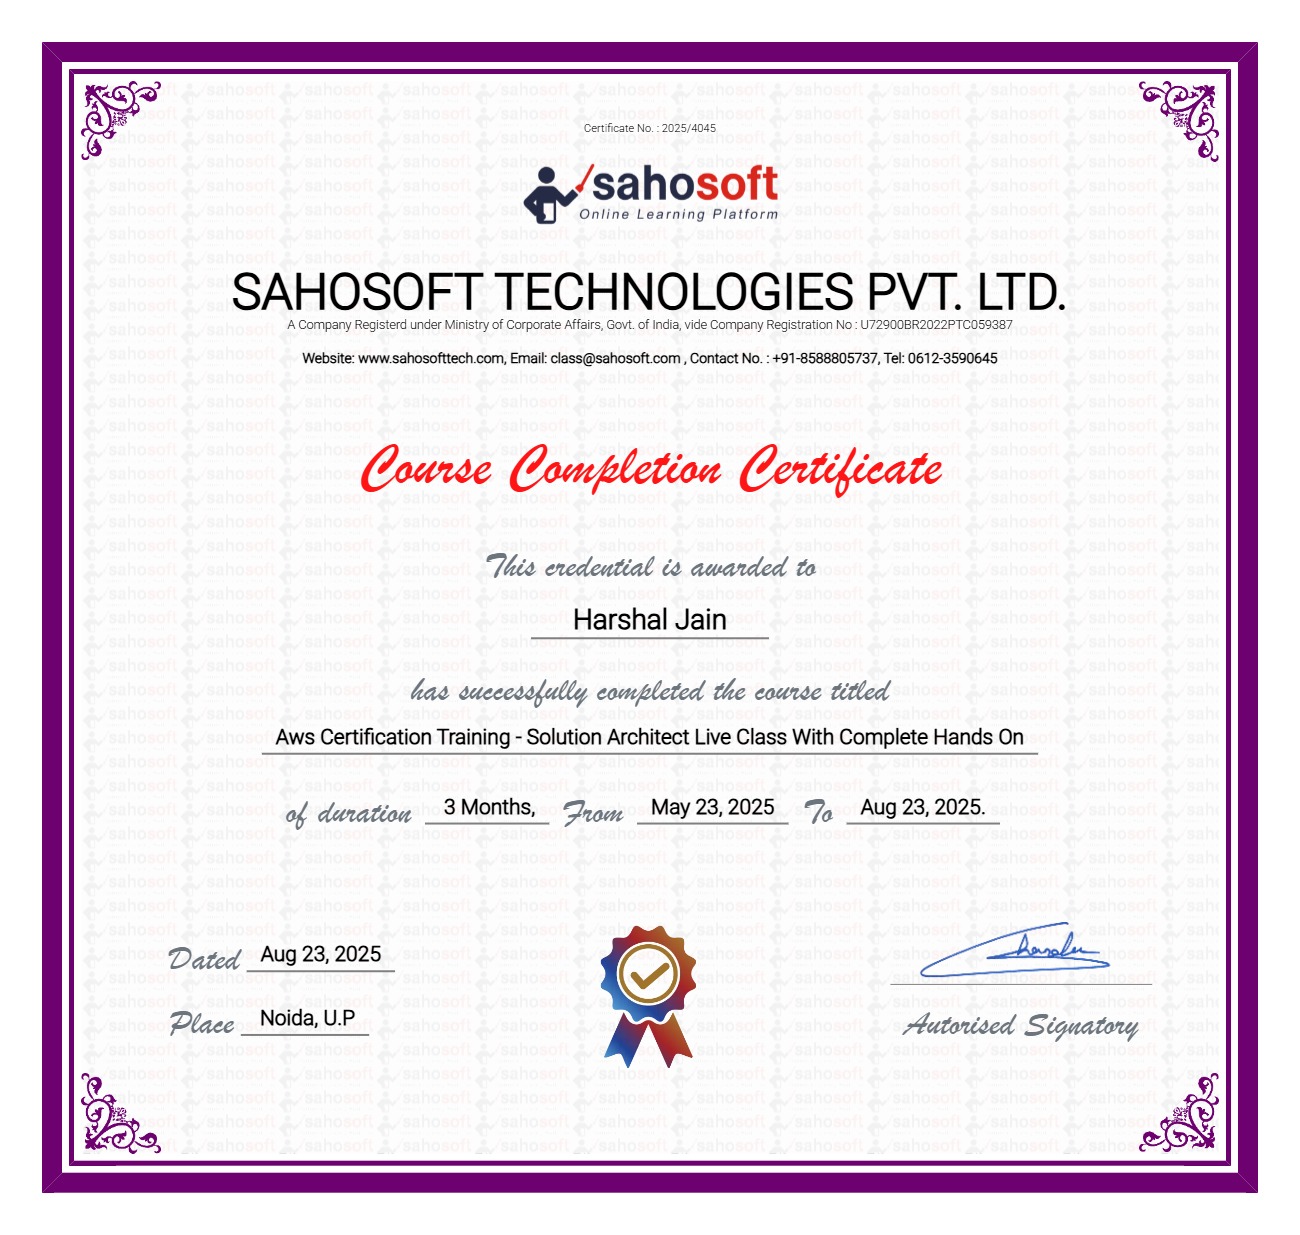 Certificate No. : 2025/4045
sahosoft
Online Learning Platform
SAHOSOFT TECHNOLOGIES PVT. LTD.
A Company Registerd under Ministry of Corporate Affairs, Govt. of India, vide Company Registration No : U72900BR2022PTC059387
Website: www.sahosofttech.com, Email: class@sahosoft.com , Contact No. : +91-8588805737, Tel: 0612-3590645
Course Completion Certificate
This credential is awarded to
Harshal Jain
has successfully completed the course titled
Aws Certification Training - Solution Architect Live Class With Complete Hands On
of duration 3 Months, From May 23, 2025 To Aug 23, 2025.
Dated Aug 23, 2025
Place Noida, U.P
Autorised Signatory